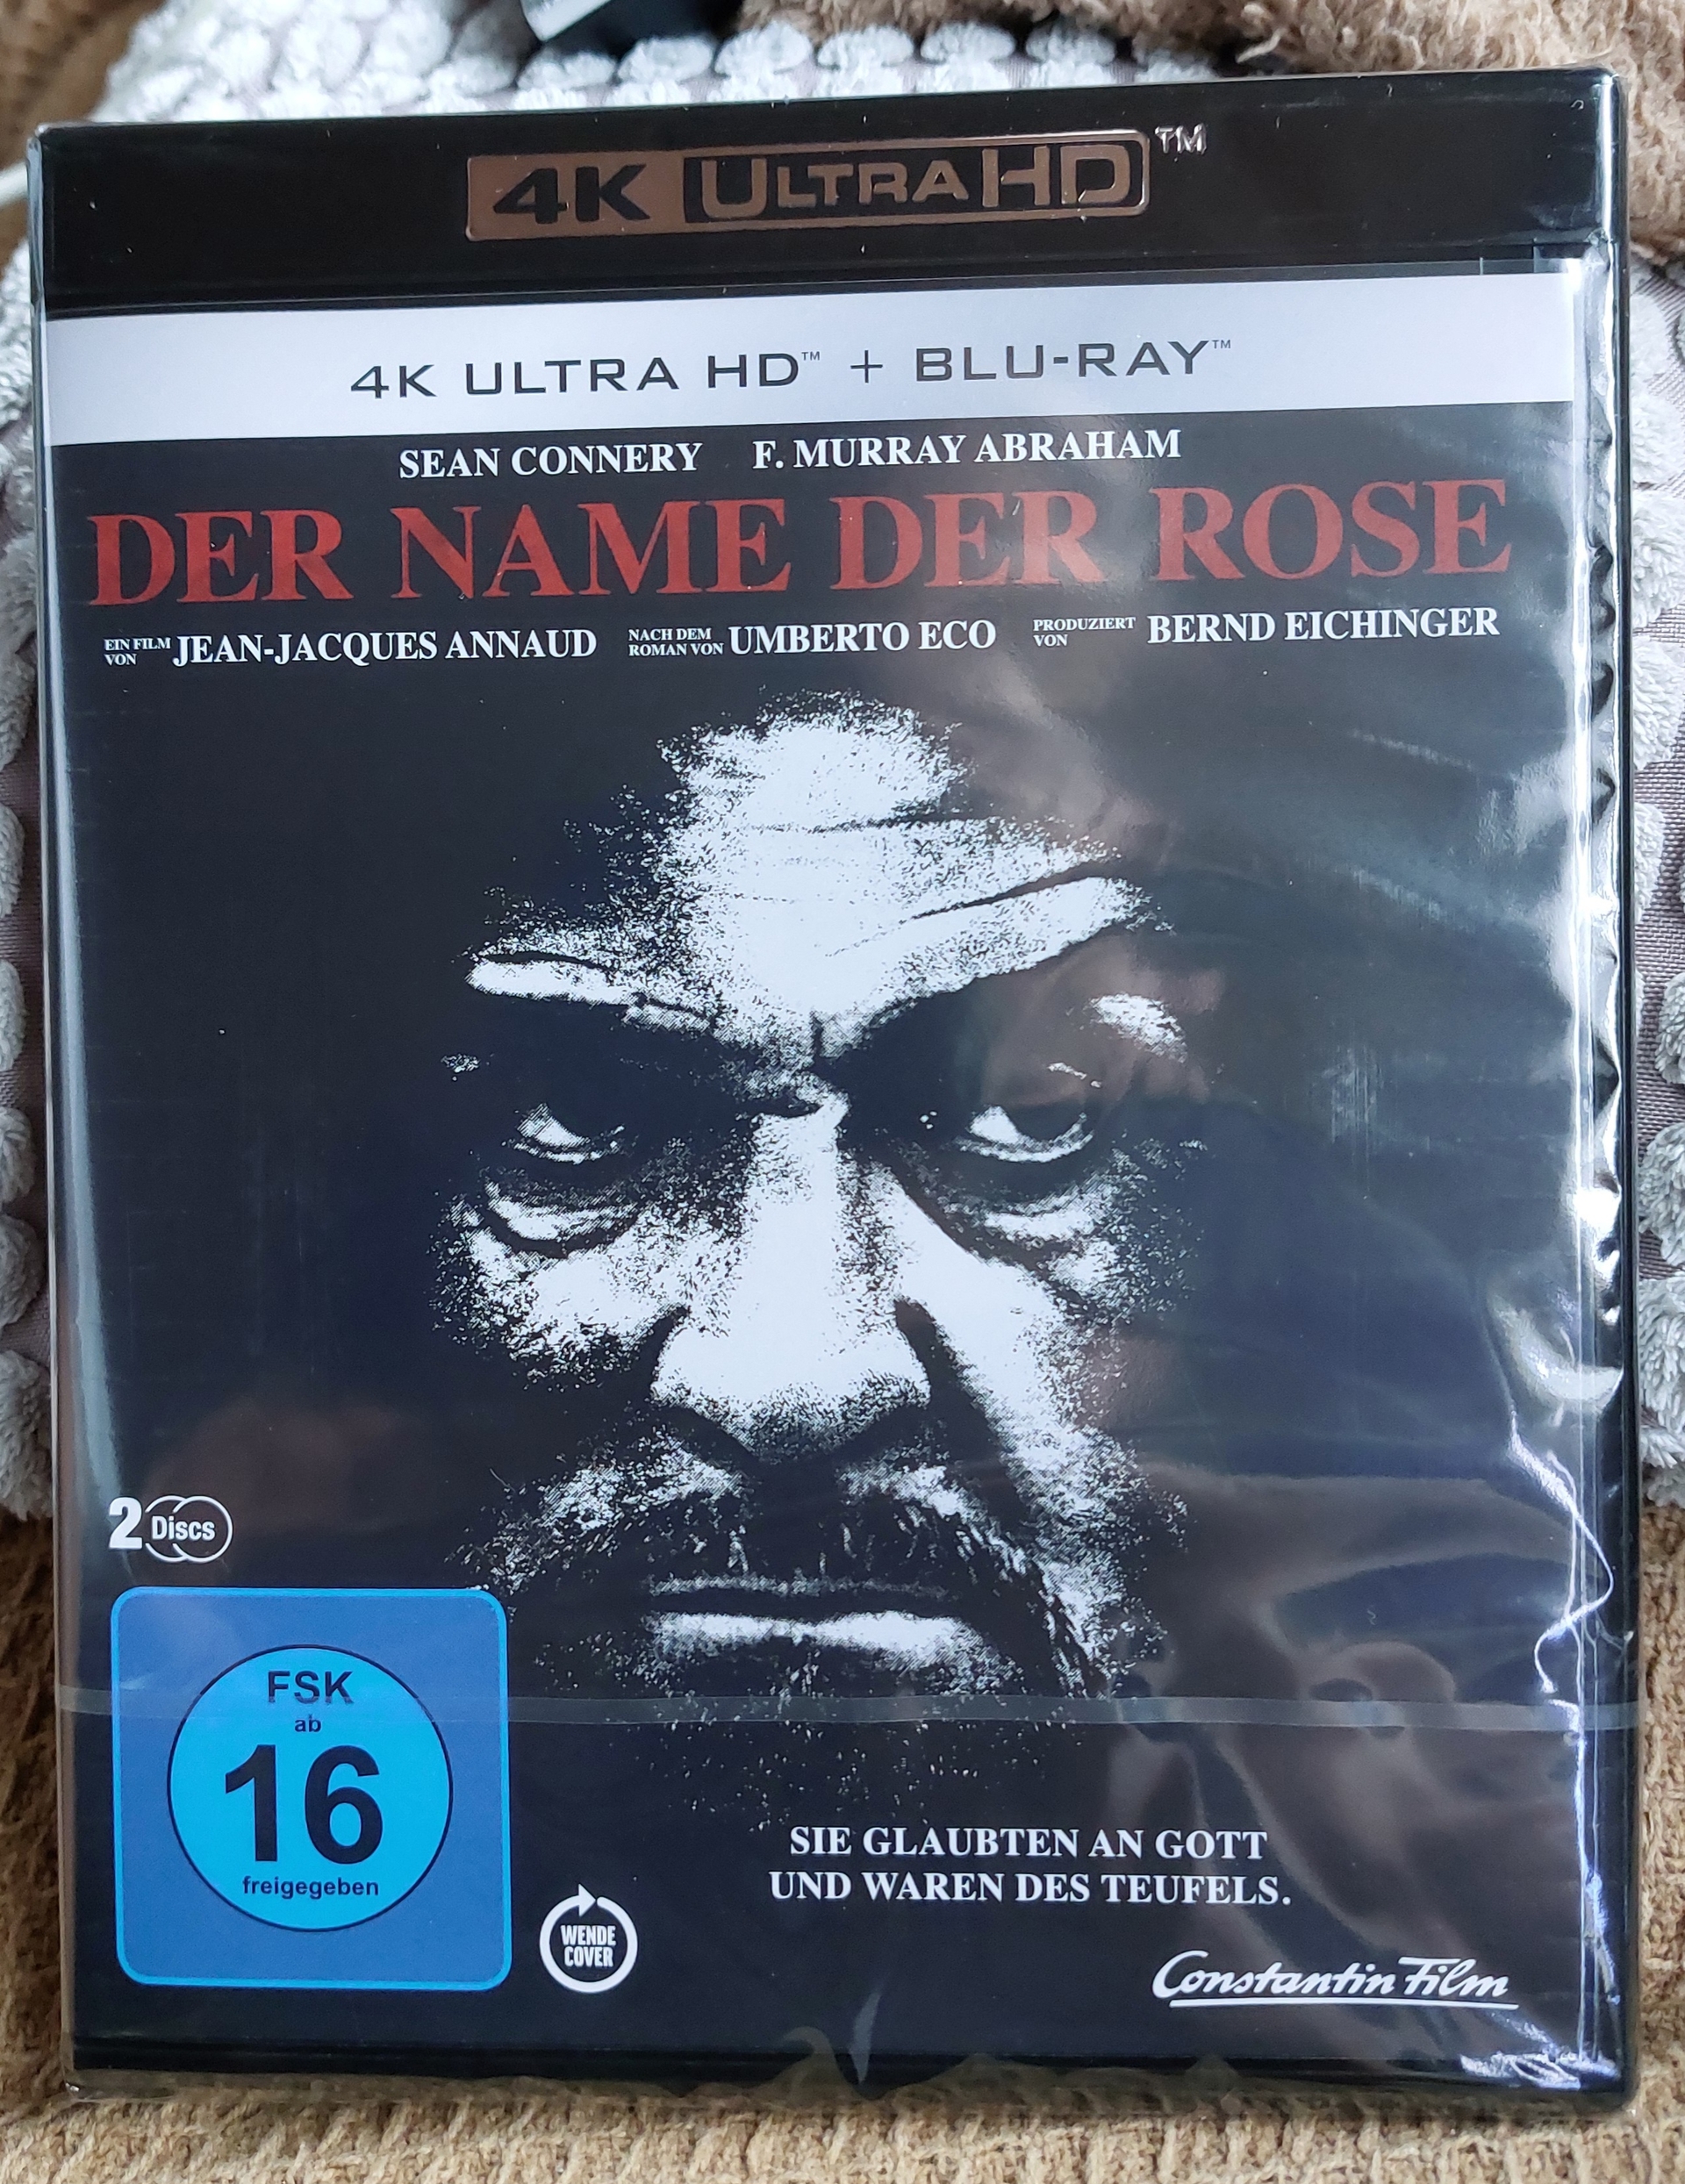 4K ULTRA HD™
4K ULTRA HD™ + BLU-RAY™
SEAN CONNERY F. MURRAY ABRAHAM
DER NAME DER ROSE
EIN FILM VON JEAN-JACQUES ANNAUD NACH DEM ROMAN VON UMBERTO ECO PRODUZIERT VON BERND EICHINGER
2 Discs
FSK
ab
16
freigegeben
WENDE
COVER
SIE GLAUBTEN AN GOTT
UND WAREN DES TEUFELS.
Constantin Film